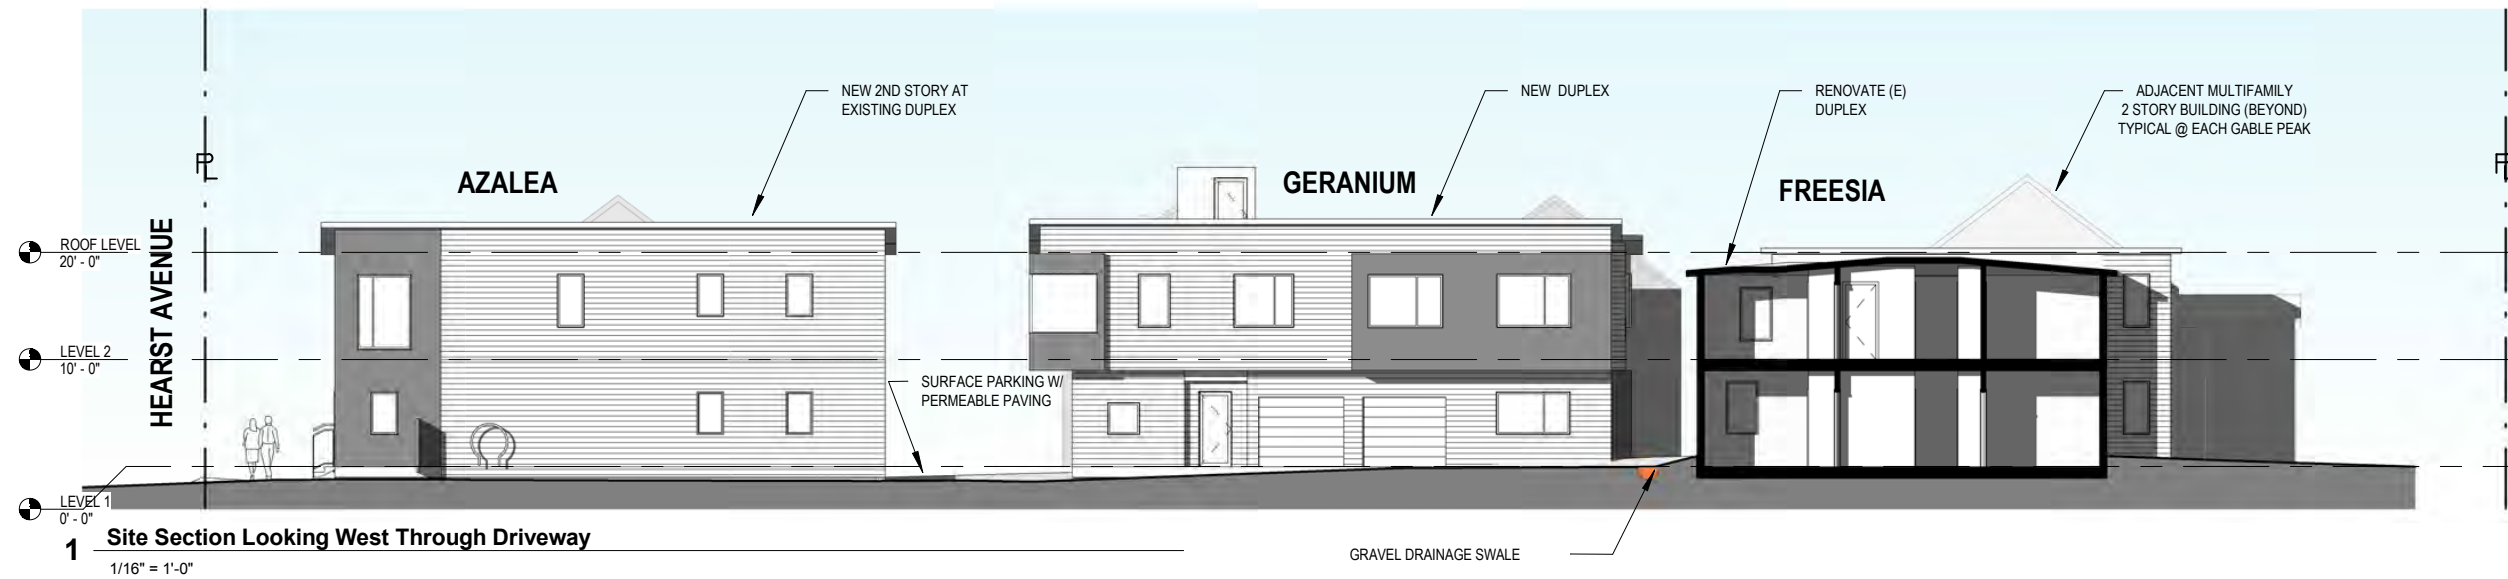 NEW 2ND STORY AT
EXISTING DUPLEX
NEW DUPLEX
RENOVATE (E)
DUPLEX
ADJACENT MULTIFAMILY
2 STORY BUILDING (BEYOND)
TYPICAL @ EACH GABLE PEAK
PL
PL
AZALEA
GERANIUM
FREESIA
HEARST AVENUE
ROOF LEVEL
20' - 0"
LEVEL 2
10' - 0"
SURFACE PARKING W/
PERMEABLE PAVING
LEVEL 1
0' - 0"
GRAVEL DRAINAGE SWALE
1 Site Section Looking West Through Driveway
1/16" = 1'-0"